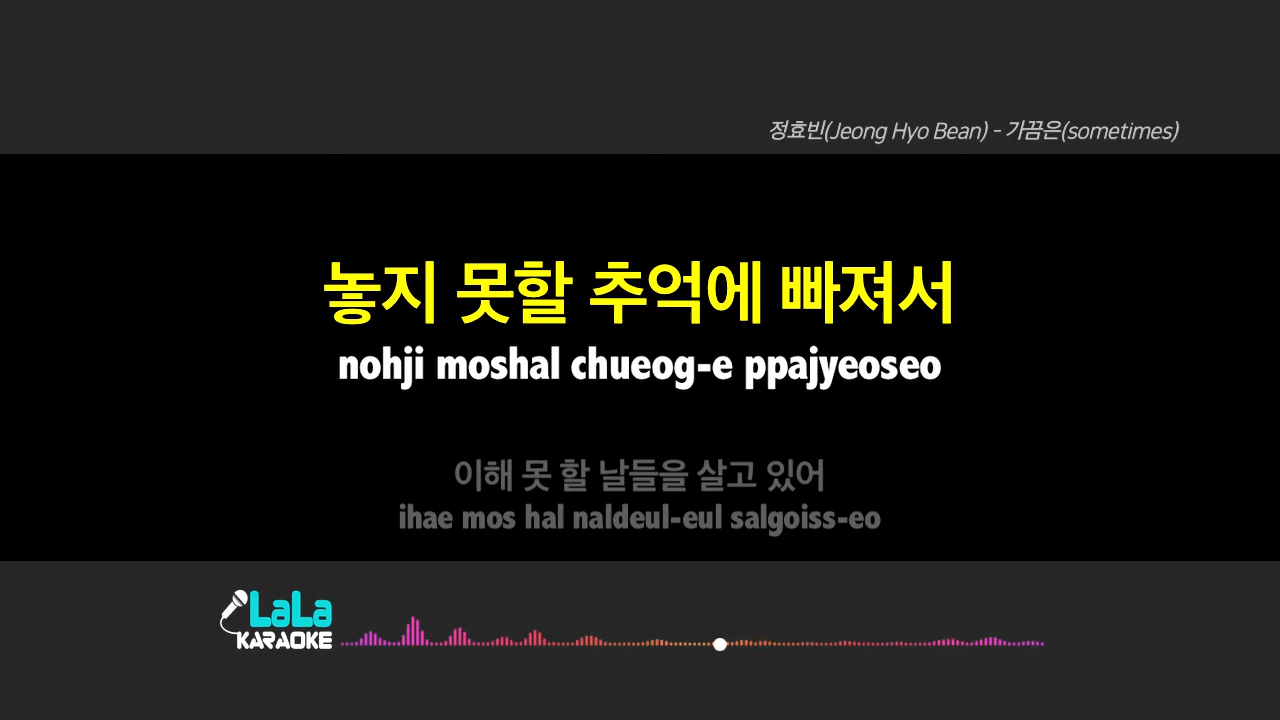 정효빈(Jeong Hyo Bean) - 가끔은(sometimes)
놓지 못할 추억에 빠져서
nohji moshal chueog-e ppajyeoseo
이해 못 할 날들을 살고 있어
ihae mos hal naldeul-eul salgoiss-eo
LaLa
KARAOKE